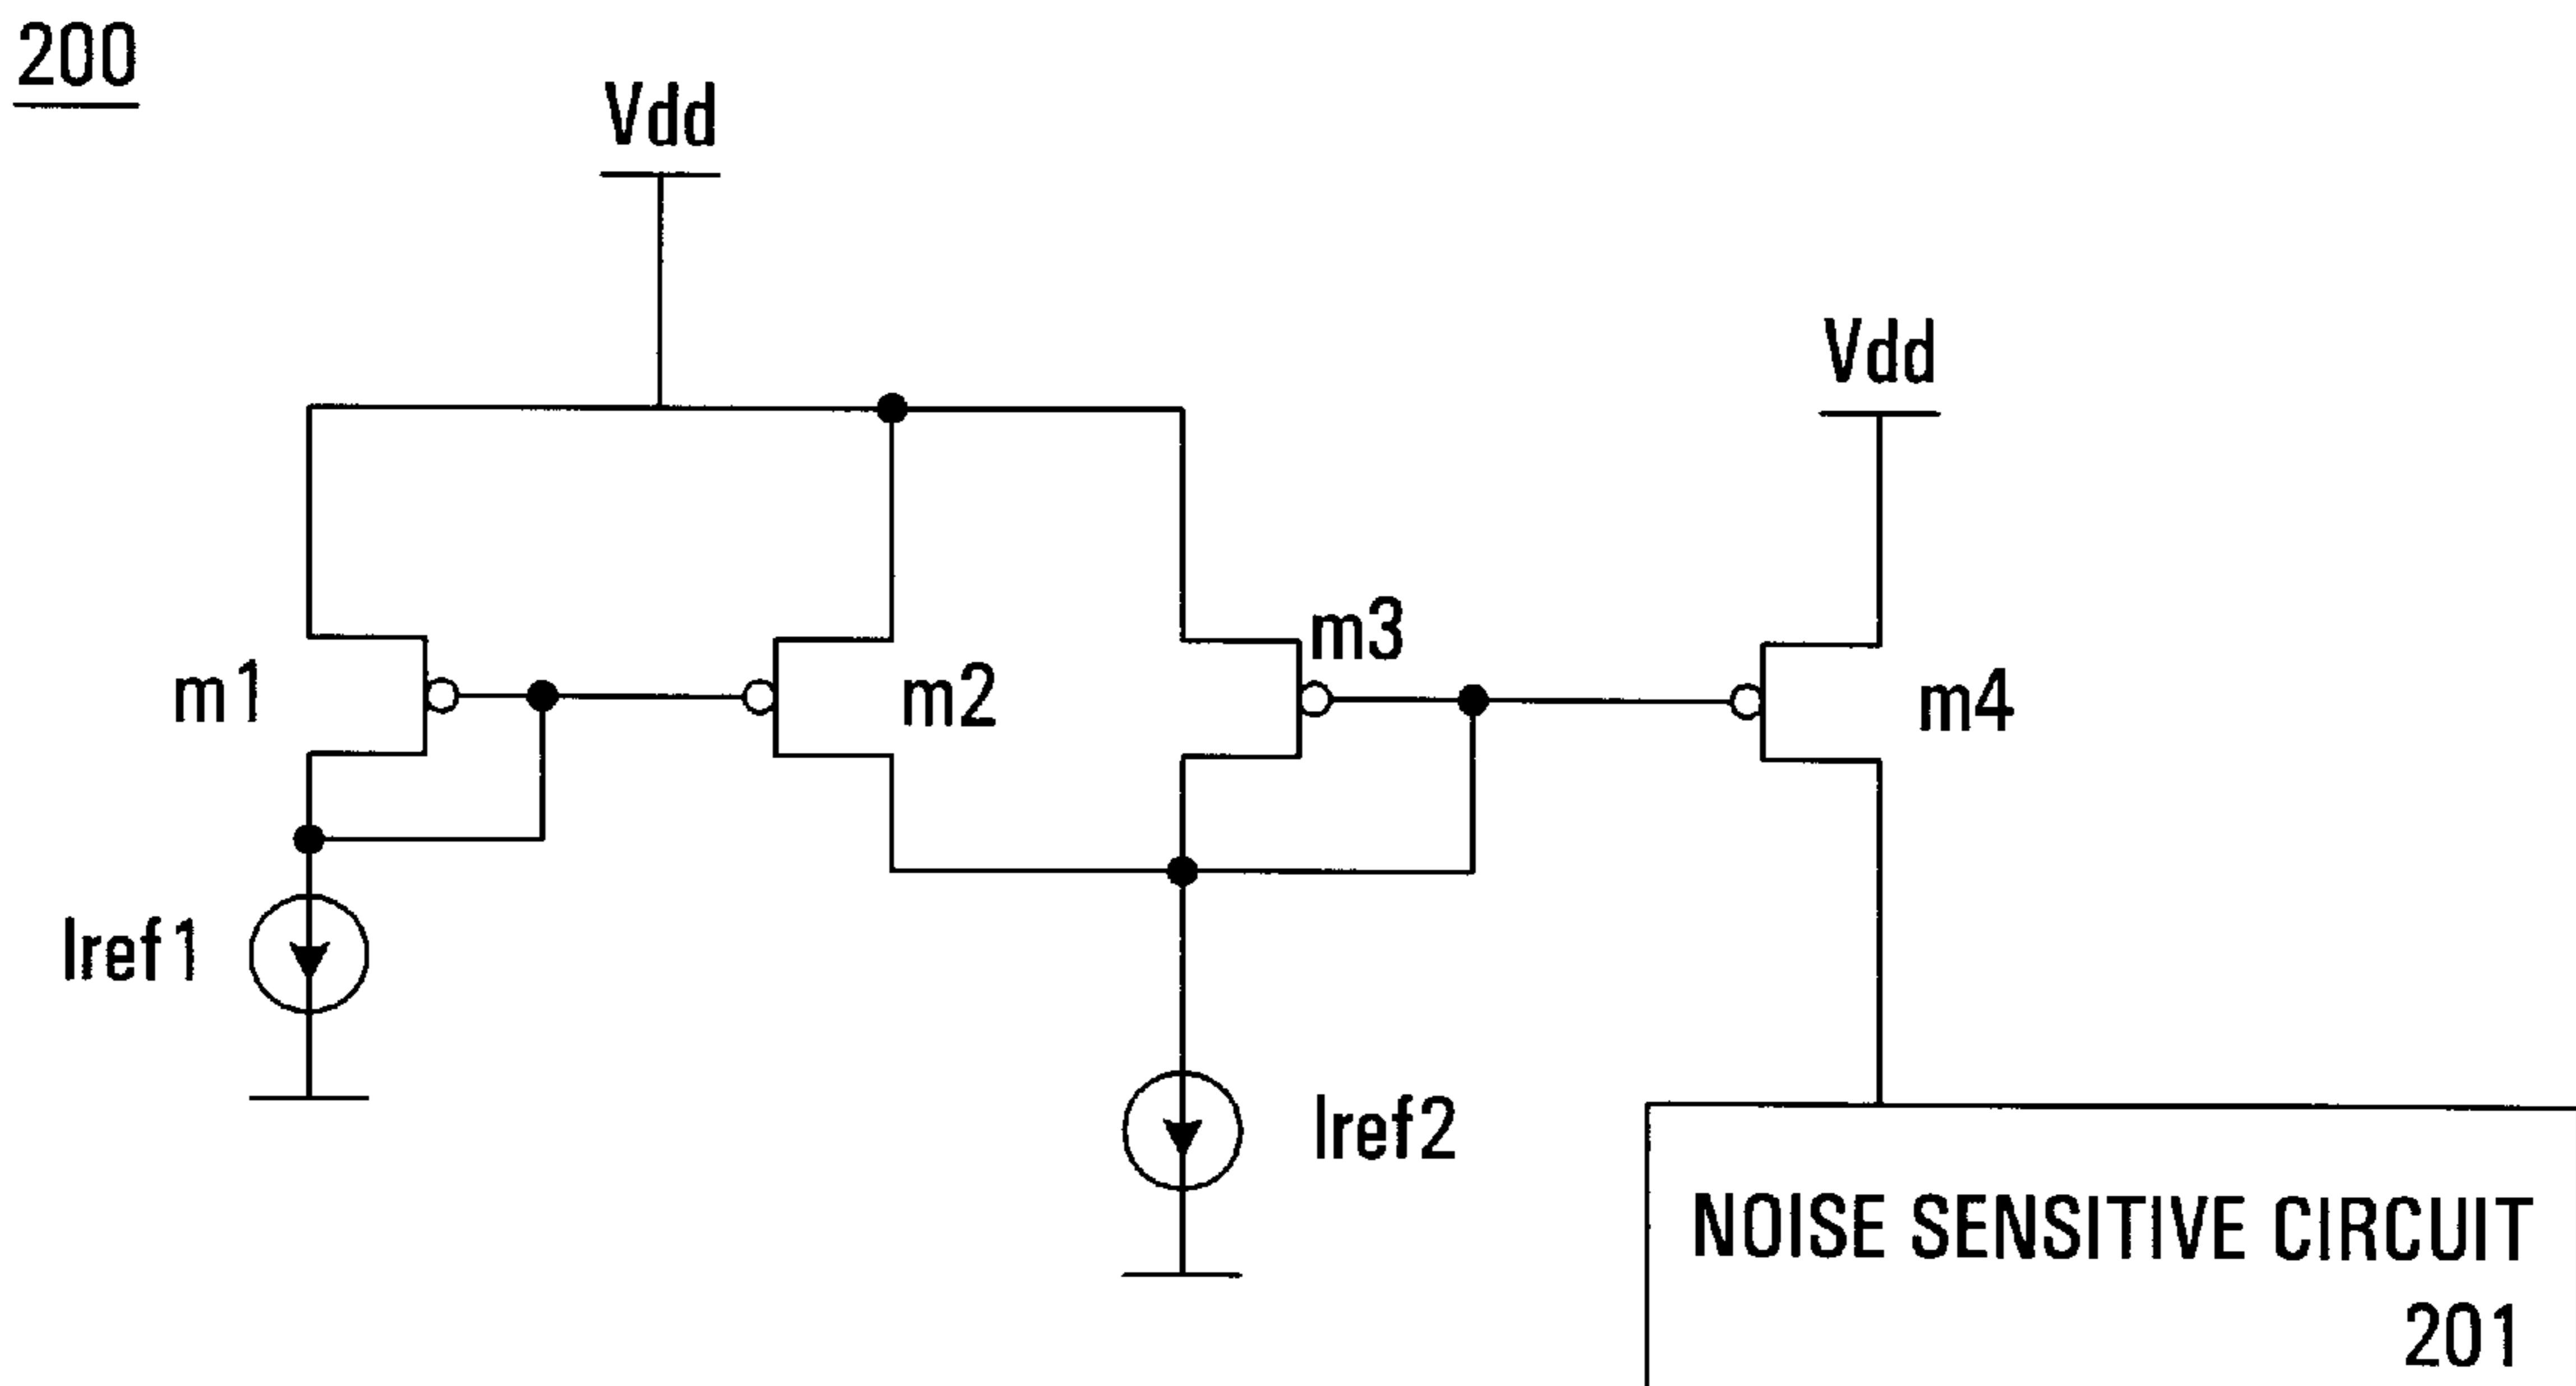 200
Vdd
Vdd
m3
m1
m2
m4
Iref1
Iref2
NOISE SENSITIVE CIRCUIT
201